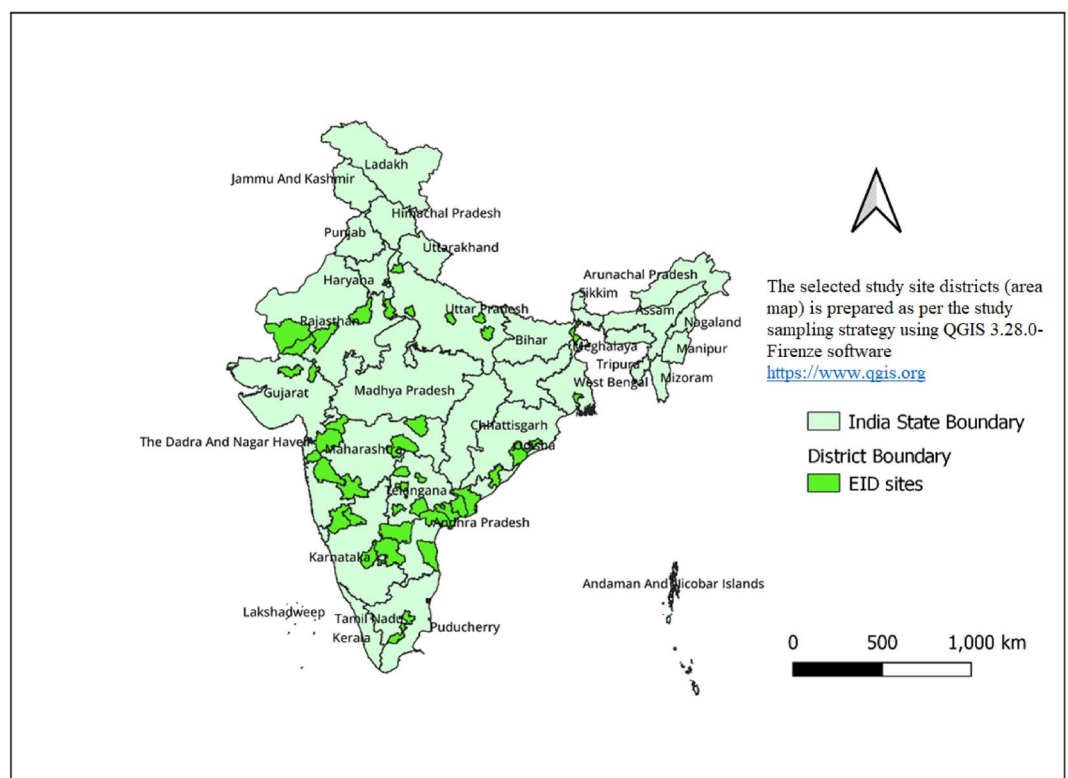 Ladakh
Jammu And Kashmir
Himachal Pradesh
Punjab
Uttarakhand
Haryana
Arunachal Pradesh
Sikkim
Uttar Pradesh
Assam
Rajasthan
Nagaland
Bihar
Meghalaya
Manipur
Tripura
Mizoram
West Bengal
Gujarat
Madhya Pradesh
Chhattisgarh
The Dadra And Nagar Haveli
Maharashtra
Odisha
Telangana
Andhra Pradesh
Karnataka
Andaman And Nicobar Islands
Lakshadweep
Tamil Nadu
Puducherry
Kerala
The selected study site districts (area
map) is prepared as per the study
sampling strategy using QGIS 3.28.0-
Firenze software
https://www.qgis.org
India State Boundary
District Boundary
EID sites
0 500 1,000 km